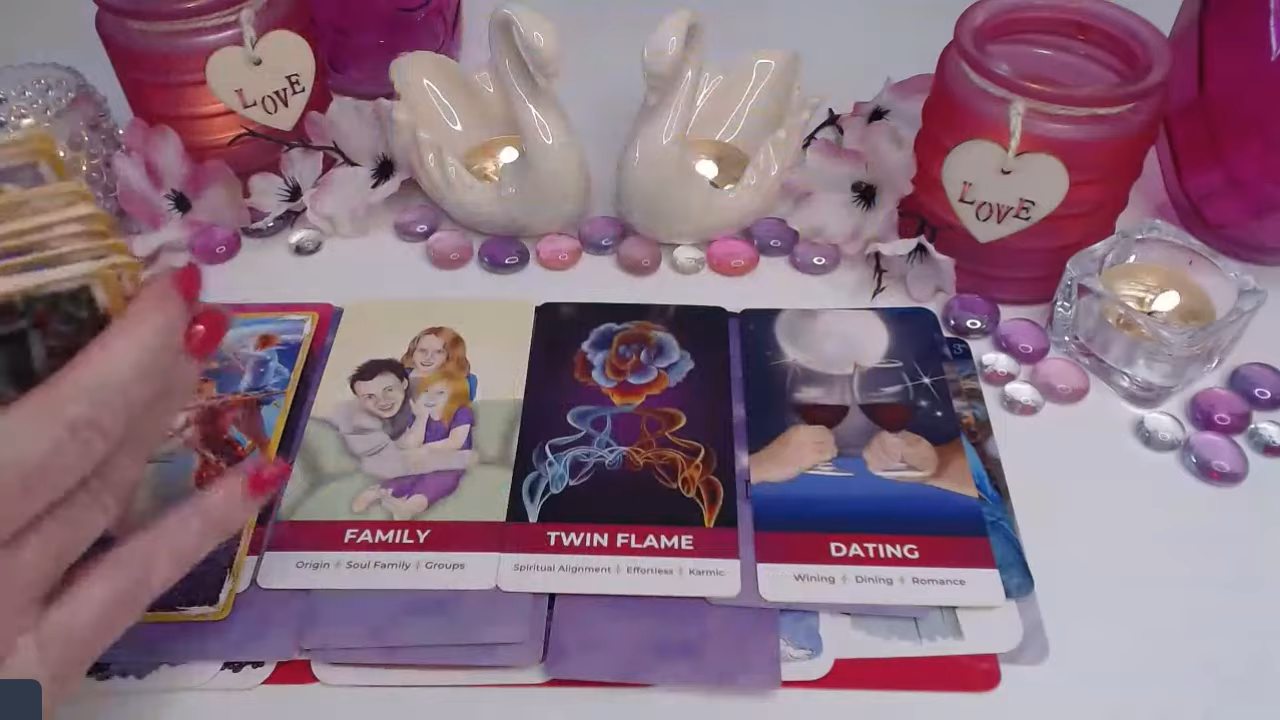 LOVE
LOVE
FAMILY
Origin Soul Family Groups
TWIN FLAME
Spiritual Alignment Effortless Karmic
DATING
Wining Dining Romance